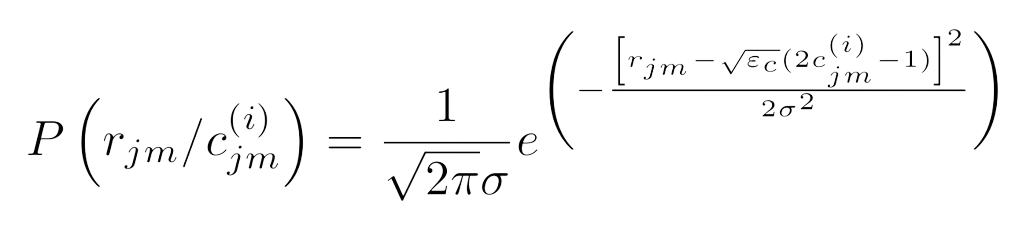 P\left(r_{jm}/c_{jm}^{(i)}\right) = \frac{1}{\sqrt{2\pi}\sigma} e^{\left(-\frac{\left[r_{jm}-\sqrt{\varepsilon_c}(2c_{jm}^{(i)}-1)\right]^2}{2\sigma^2}\right)}